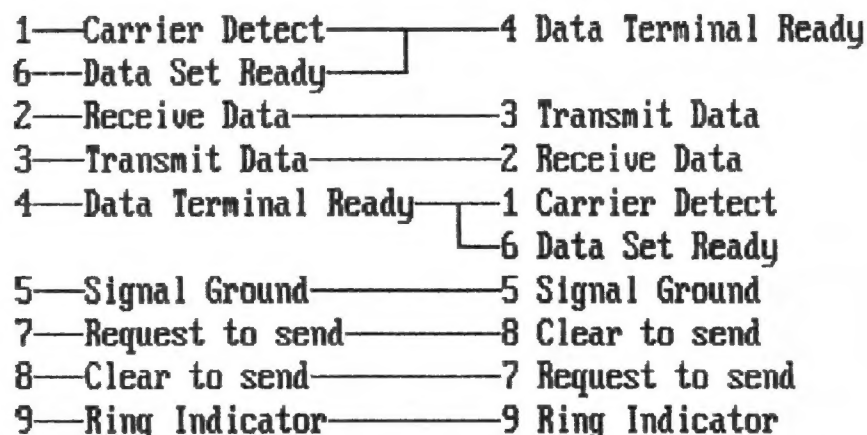 1—Carrier Detect—4 Data Terminal Ready
6—Data Set Ready
2—Receive Data—3 Transmit Data
3—Transmit Data—2 Receive Data
4—Data Terminal Ready—1 Carrier Detect
6 Data Set Ready
5—Signal Ground—5 Signal Ground
7—Request to send—8 Clear to send
8—Clear to send—7 Request to send
9—Ring Indicator—9 Ring Indicator